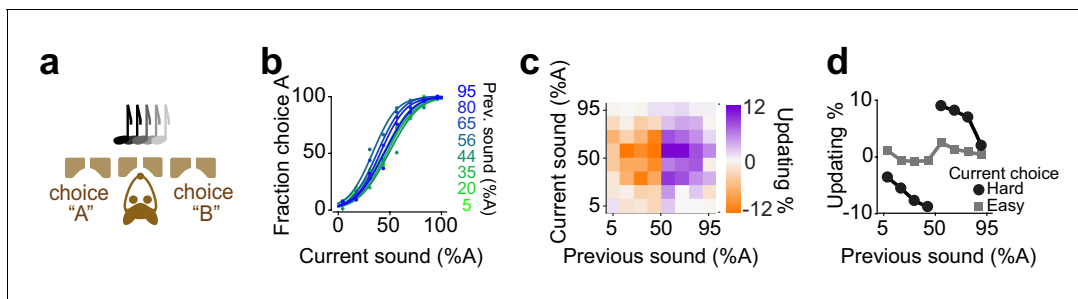 a
choice
“A”
choice
“B”
b
Fraction choice A
100
50
0
0
50
100
Current sound (%A)
95
80
65
56
44
35
20
5
Prev. sound (%A)
c
Current sound (%A)
95
50
5
5
50
95
Previous sound (%A)
12
0
-12
Updating %
d
Updating %
10
0
-10
5
50
95
Previous sound (%A)
Current choice
Hard
Easy